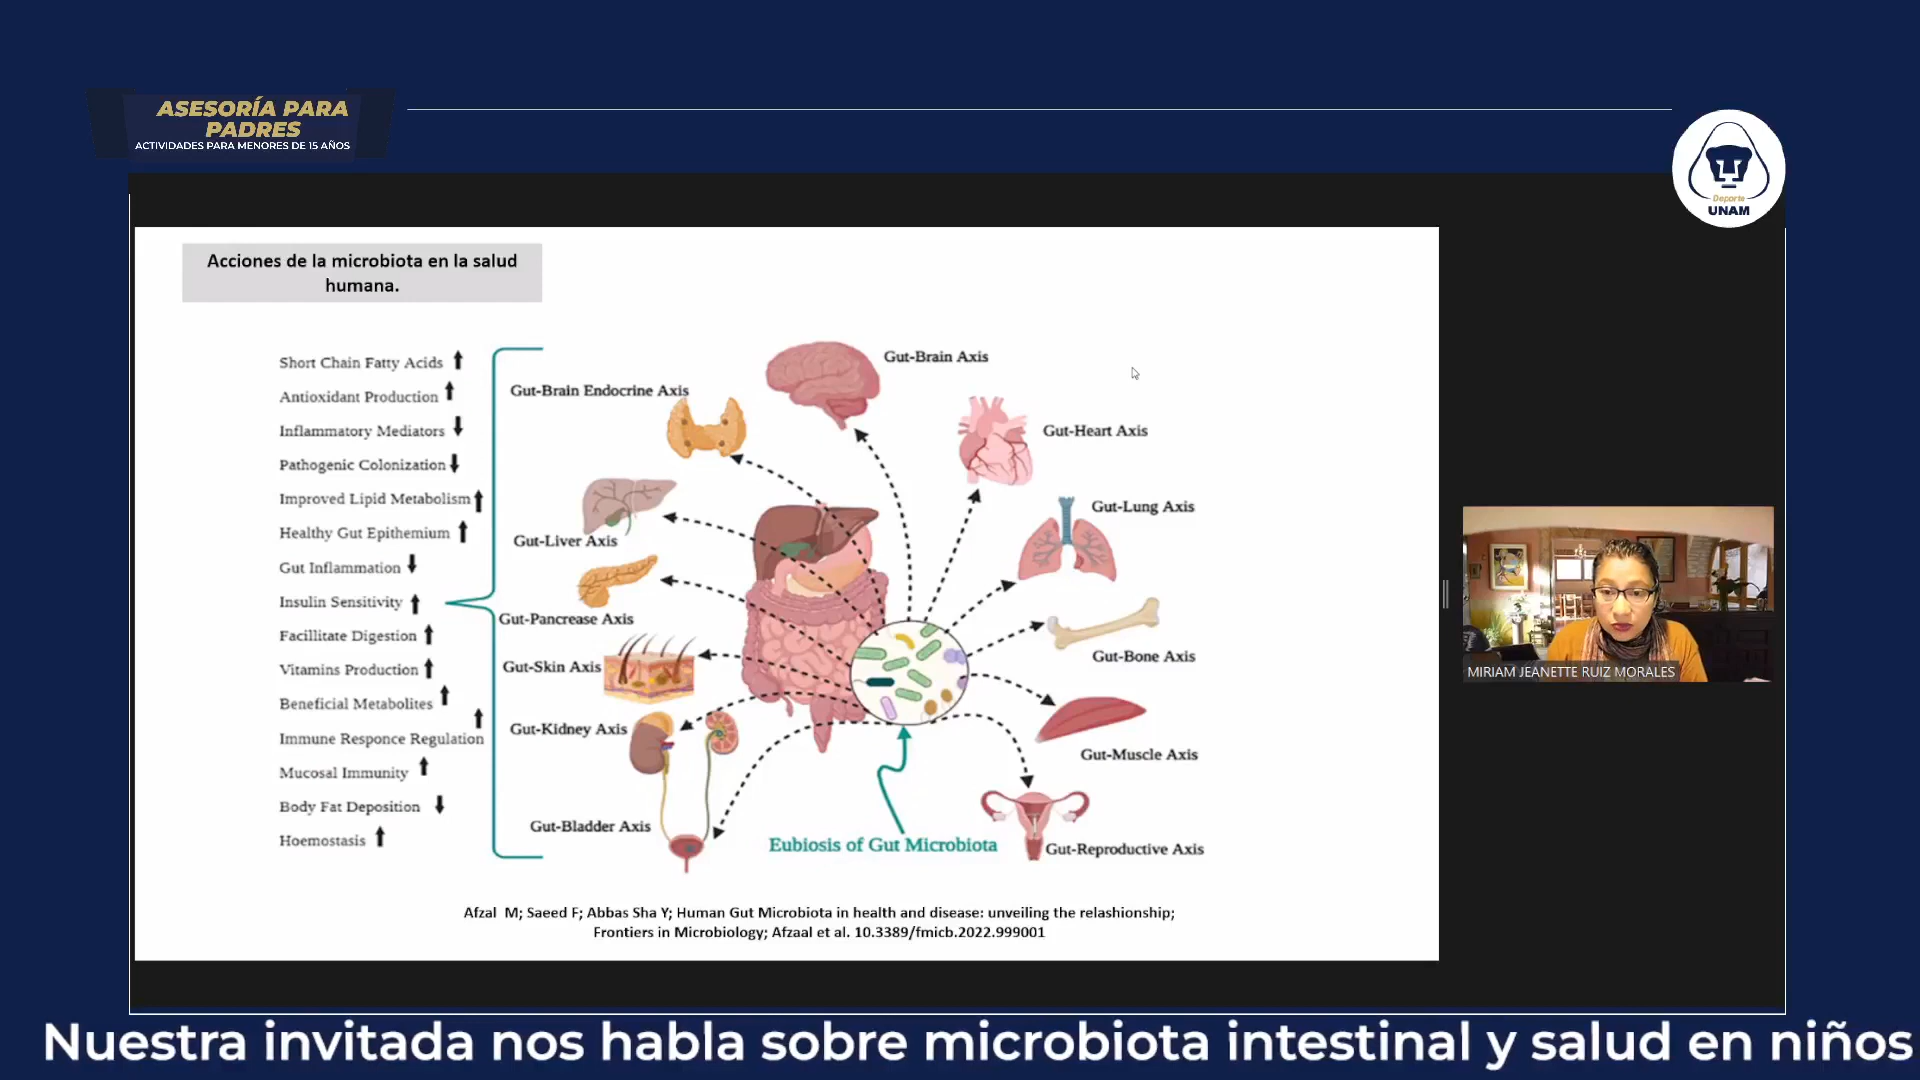 ASESORÍA PARA
PADRES
ACTIVIDADES PARA MENORES DE 15 AÑOS
Deporte
UNAM
Acciones de la microbiota en la salud
humana.
Short Chain Fatty Acids
Antioxidant Production
Inflammatory Mediators
Pathogenic Colonization
Improved Lipid Metabolism
Healthy Gut Epithemium
Gut Inflammation
Insulin Sensitivity
Facillitate Digestion
Vitamins Production
Beneficial Metabolites
Immune Responce Regulation
Mucosal Immunity
Body Fat Deposition
Hoemostasis
Gut-Brain Axis
Gut-Brain Endocrine Axis
Gut-Heart Axis
Gut-Lung Axis
Gut-Liver Axis
Gut-Pancrease Axis
Gut-Bone Axis
Gut-Skin Axis
Gut-Kidney Axis
Gut-Muscle Axis
Gut-Bladder Axis
Eubiosis of Gut Microbiota
Gut-Reproductive Axis
Afzal M; Saeed F; Abbas Sha Y; Human Gut Microbiota in health and disease: unveiling the relashionship;
Frontiers in Microbiology; Afzaal et al. 10.3389/fmicb.2022.999001
MIRIAM JEANETTE RUIZ MORALES
Nuestra invitada nos habla sobre microbiota intestinal y salud en niños